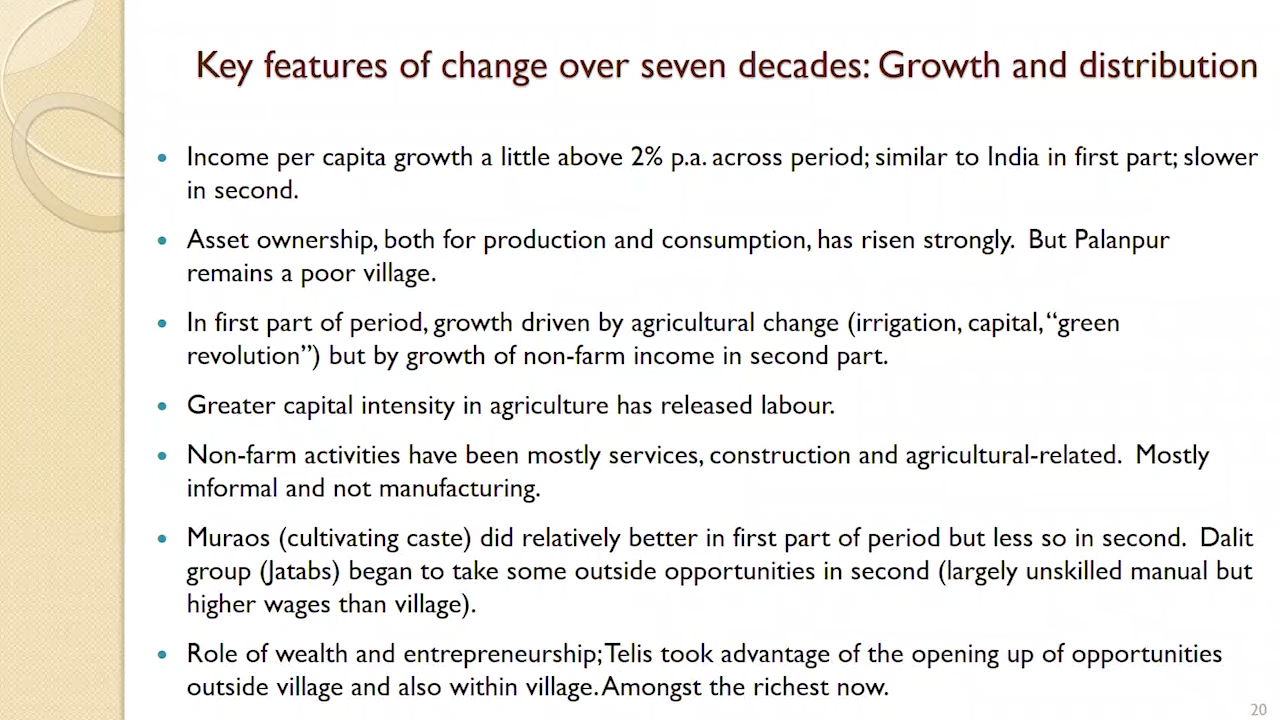 Key features of change over seven decades: Growth and distribution
• Income per capita growth a little above 2% p.a. across period; similar to India in first part; slower
in second.
• Asset ownership, both for production and consumption, has risen strongly.  But Palanpur
remains a poor village.
• In first part of period, growth driven by agricultural change (irrigation, capital, “green
revolution”) but by growth of non-farm income in second part.
• Greater capital intensity in agriculture has released labour.
• Non-farm activities have been mostly services, construction and agricultural-related.  Mostly
informal and not manufacturing.
• Muraos (cultivating caste) did relatively better in first part of period but less so in second.  Dalit
group (Jatabs) began to take some outside opportunities in second (largely unskilled manual but
higher wages than village).
• Role of wealth and entrepreneurship; Telis took advantage of the opening up of opportunities
outside village and also within village. Amongst the richest now.
20